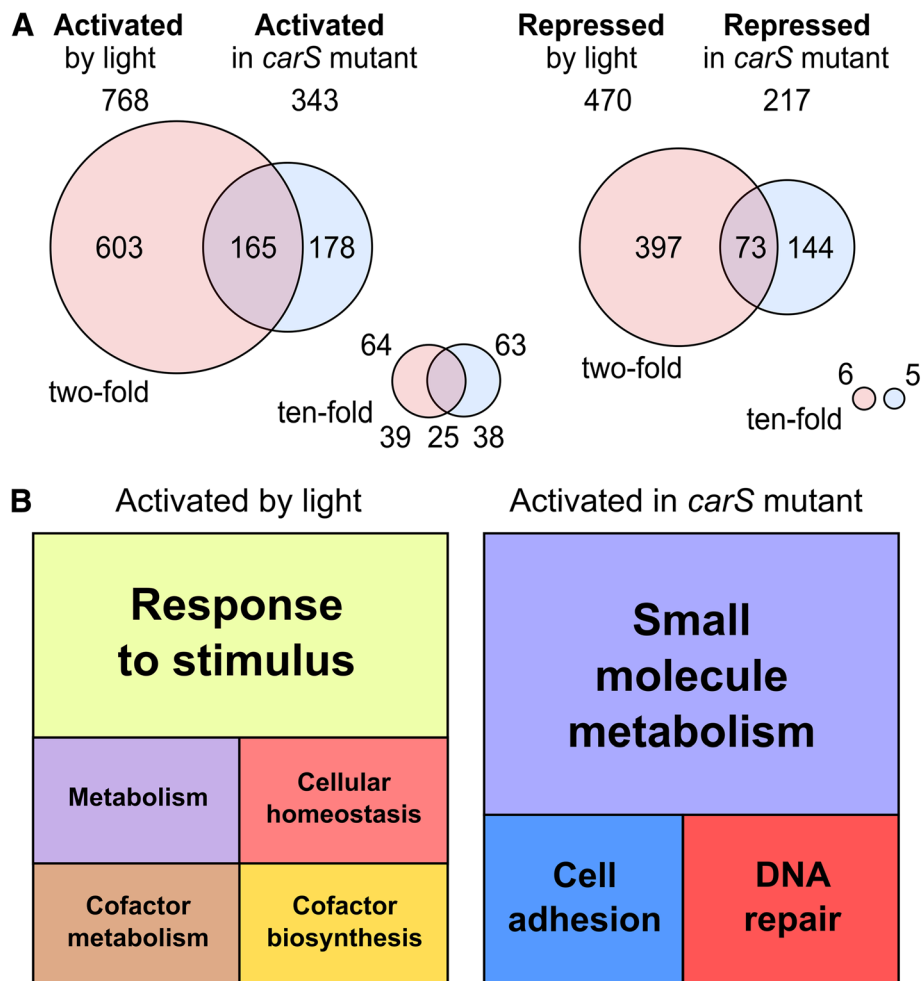 A
Activated
by light
768
Activated
in carS mutant
343
Repressed
by light
470
Repressed
in carS mutant
217
603
165
178
two-fold
64
63
ten-fold
39
25
38
397
73
144
two-fold
6
5
ten-fold
B
Activated by light
Response
to stimulus
Metabolism
Cellular
homeostasis
Cofactor
metabolism
Cofactor
biosynthesis
Activated in carS mutant
Small
molecule
metabolism
Cell
adhesion
DNA
repair